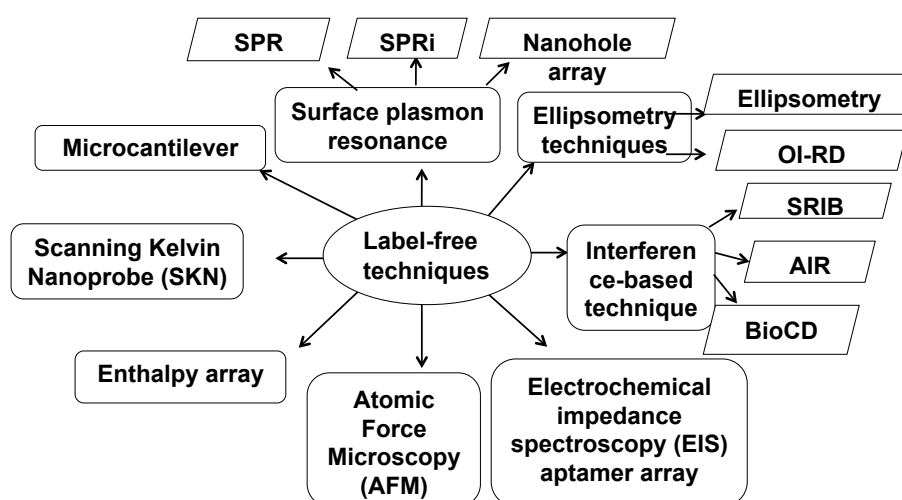 SPR
SPRi
Nanohole
array
Surface plasmon
resonance
Ellipsometry
techniques
Ellipsometry
OI-RD
Microcantilever
SRIB
Scanning Kelvin
Nanoprobe (SKN)
Label-free
techniques
Interferen
ce-based
technique
AIR
BioCD
Enthalpy array
Atomic
Force
Microscopy
(AFM)
Electrochemical
impedance
spectroscopy (EIS)
aptamer array